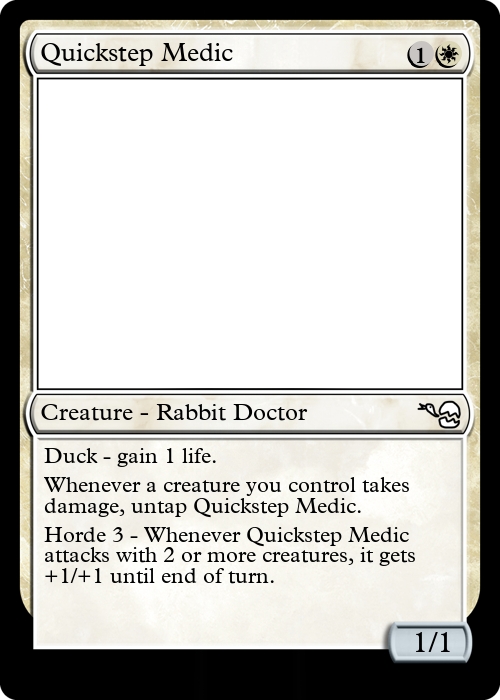 Quickstep Medic
1
Creature - Rabbit Doctor
Duck - gain 1 life.
Whenever a creature you control takes
damage, untap Quickstep Medic.
Horde 3 - Whenever Quickstep Medic
attacks with 2 or more creatures, it gets
+1/+1 until end of turn.
1/1